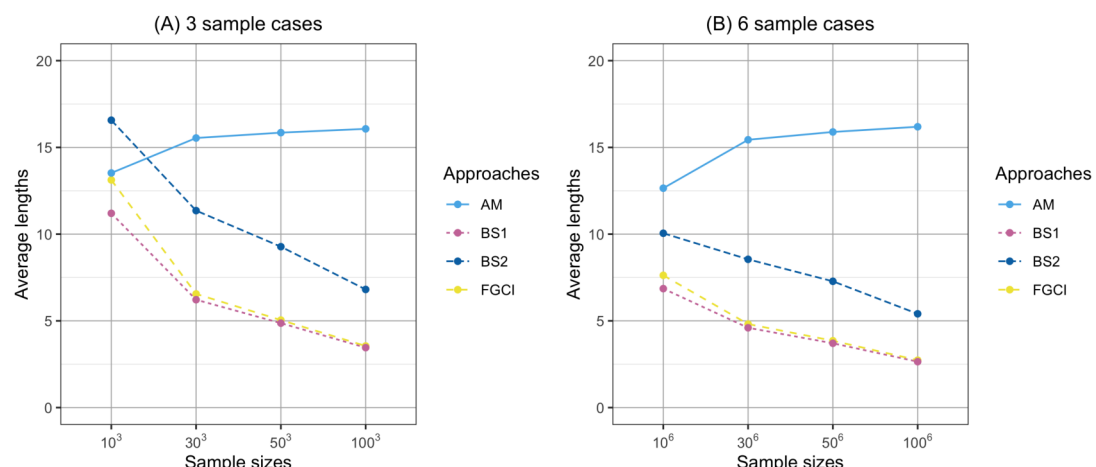 (A) 3 sample cases
20
15
10
5
0
Average lengths
10³ 30³ 50³ 100³
Sample sizes
Approaches
AM
BS1
BS2
FGCI
(B) 6 sample cases
20
15
10
5
0
Average lengths
10⁶ 30⁶ 50⁶ 100⁶
Sample sizes
Approaches
AM
BS1
BS2
FGCI